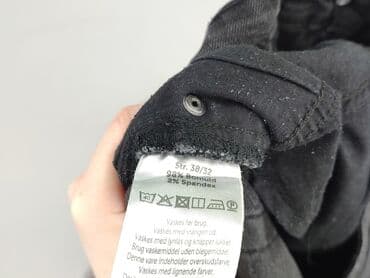 Str. 38/32
98% Bomuld
2% Spandex
Vaskes før brug.
Vaskes med vrangen ud.
Vaskes med lynlås og knapper lukket.
Brug vaskemiddel uden blegemiddel.
Denne vare indeholder overskudsfarve.
Vaskes med lignende farver.